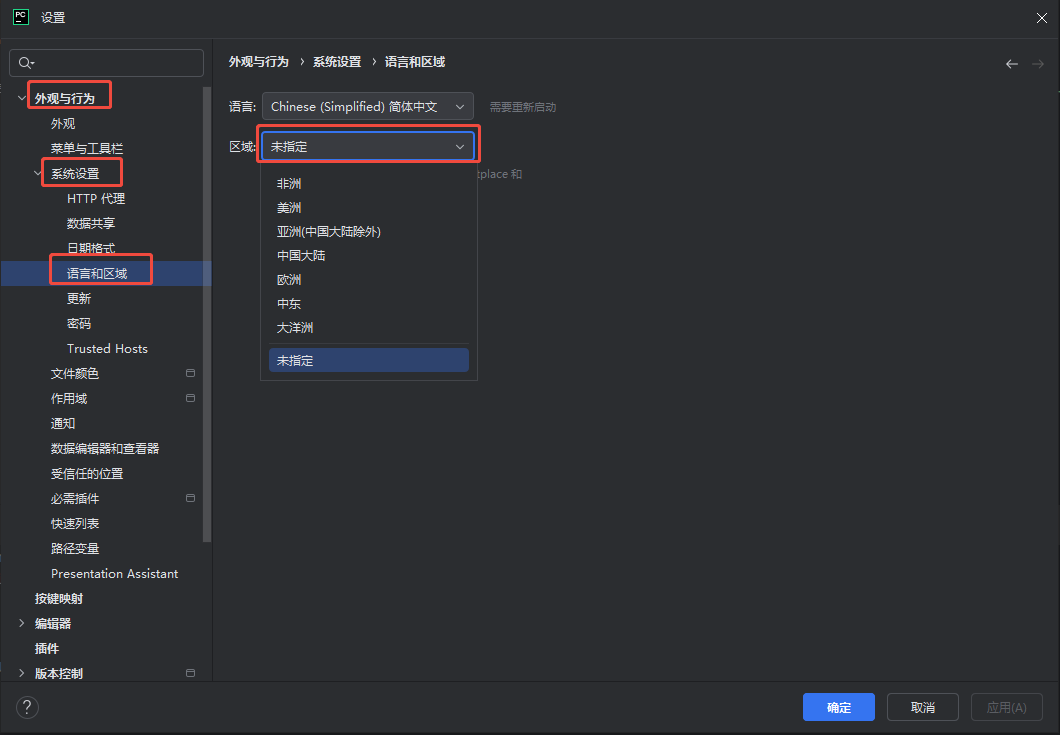 PC 设置
外观与行为 › 系统设置 › 语言和区域
外观与行为
外观
菜单与工具栏
系统设置
HTTP 代理
数据共享
日期格式
语言和区域
更新
密码
Trusted Hosts
文件颜色
作用域
通知
数据编辑器和查看器
受信任的位置
必需插件
快速列表
路径变量
Presentation Assistant
按键映射
编辑器
插件
版本控制
语言: Chinese (Simplified) 简体中文 需要重新启动
区域: 未指定
tplace 和
非洲
美洲
亚洲(中国大陆除外)
中国大陆
欧洲
中东
大洋洲
未指定
?
确定 取消 应用(A)